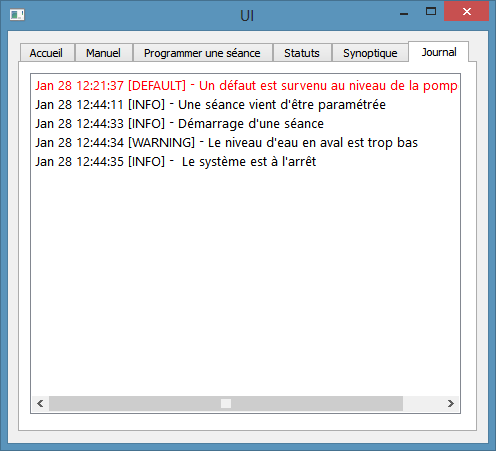 UI
Accueil Manuel Programmer une séance Statuts Synoptique Journal
Jan 28 12:21:37 [DEFAULT] - Un défaut est survenu au niveau de la pomp
Jan 28 12:44:11 [INFO] - Une séance vient d'être paramétrée
Jan 28 12:44:33 [INFO] - Démarrage d'une séance
Jan 28 12:44:34 [WARNING] - Le niveau d'eau en aval est trop bas
Jan 28 12:44:35 [INFO] - Le système est à l'arrêt